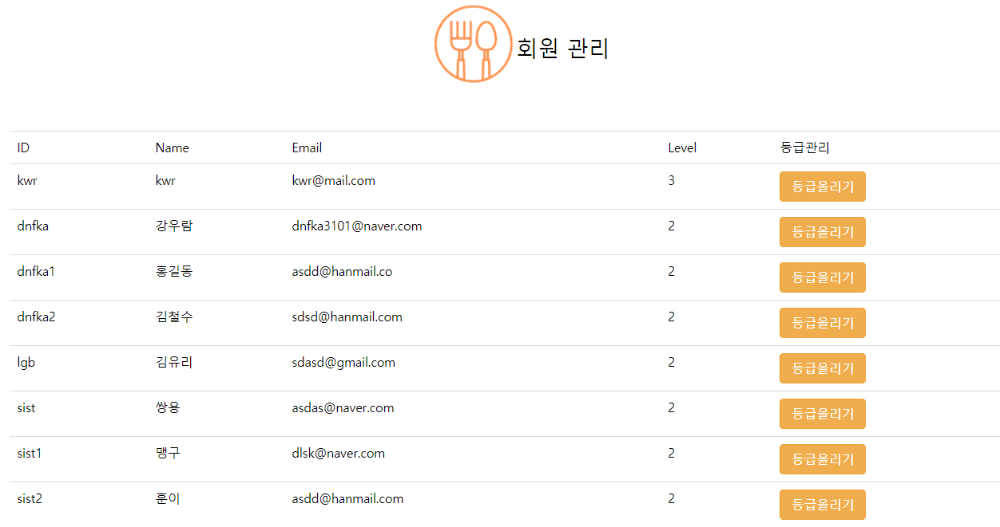 회원 관리
ID Name Email Level 등급관리
kwr kwr kwr@mail.com 3 등급올리기
dnfka 강우람 dnfka3101@naver.com 2 등급올리기
dnfka1 홍길동 asdd@hanmail.co 2 등급올리기
dnfka2 김철수 sdsd@hanmail.com 2 등급올리기
lgb 김유리 sdasd@gmail.com 2 등급올리기
sist 쌍용 asdas@naver.com 2 등급올리기
sist1 맹구 dlsk@naver.com 2 등급올리기
sist2 훈이 asdd@hanmail.com 2 등급올리기